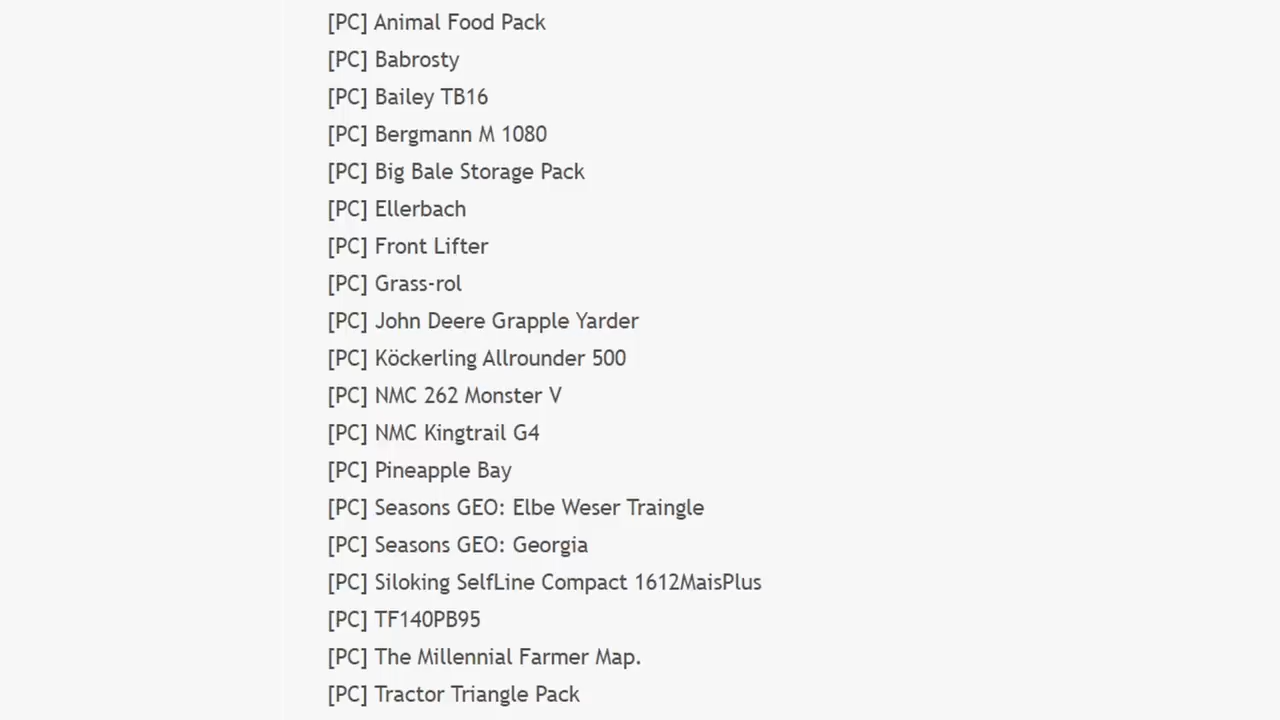 [PC] Animal Food Pack
[PC] Babrosty
[PC] Bailey TB16
[PC] Bergmann M 1080
[PC] Big Bale Storage Pack
[PC] Ellerbach
[PC] Front Lifter
[PC] Grass-rol
[PC] John Deere Grapple Yarder
[PC] Köckerling Allrounder 500
[PC] NMC 262 Monster V
[PC] NMC Kingtrail G4
[PC] Pineapple Bay
[PC] Seasons GEO: Elbe Weser Traingle
[PC] Seasons GEO: Georgia
[PC] Siloking SelfLine Compact 1612MaisPlus
[PC] TF140PB95
[PC] The Millennial Farmer Map.
[PC] Tractor Triangle Pack